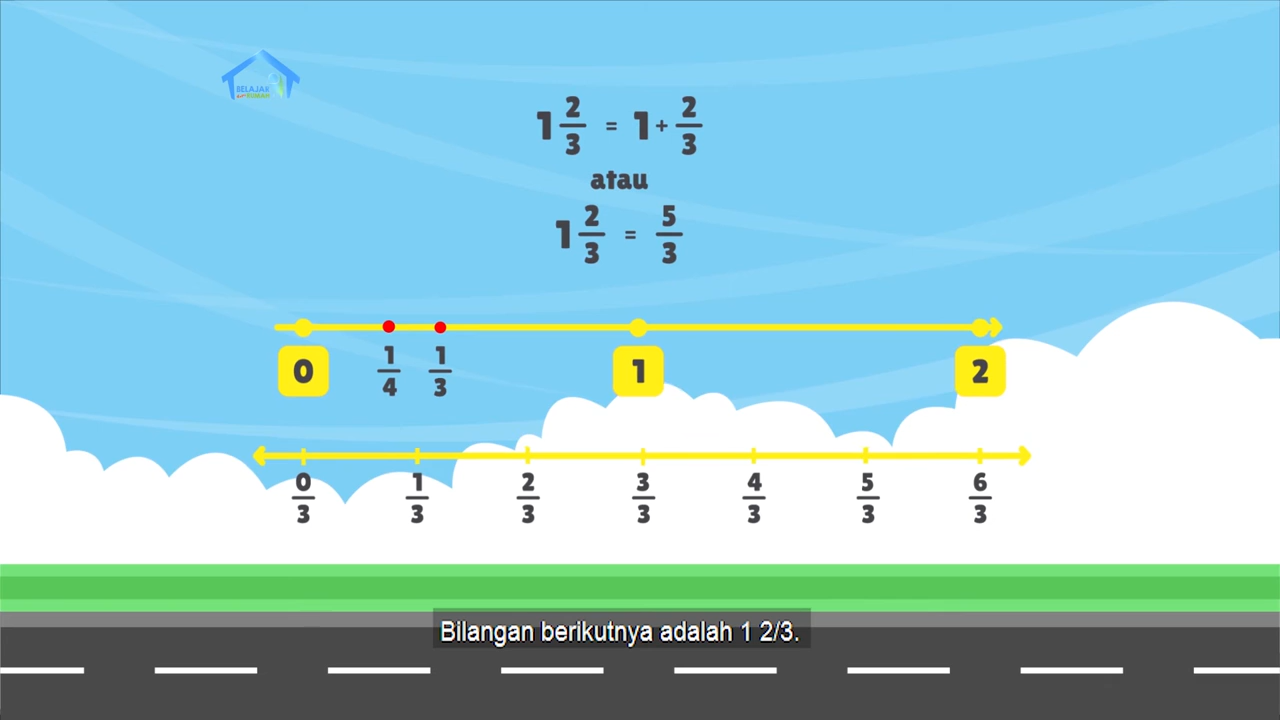 BELAJAR
RUMAH
1 2/3 = 1 + 2/3
atau
1 2/3 = 5/3
0 1/4 1/3 1 2
0/3 1/3 2/3 3/3 4/3 5/3 6/3
Bilangan berikutnya adalah 1 2/3.